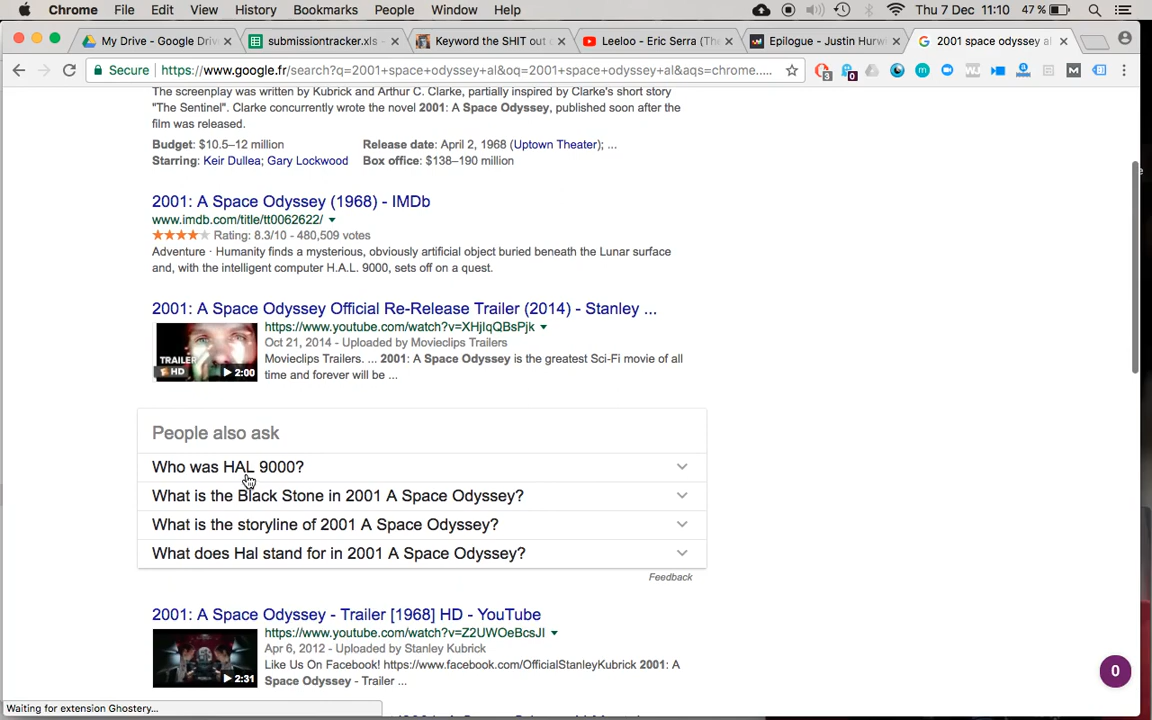 Chrome File Edit View History Bookmarks People Window Help Thu 7 Dec 11:10 47 %
My Drive - Google Driv submissiontracker.xls - Keyword the SHIT out o Leeloo - Eric Serra (The Epilogue - Justin Hurwi 2001 space odyssey al
Secure https://www.google.fr/search?q=2001+space+odyssey+al&oq=2001+space+odyssey+al&aqs=chrome.....
The screenplay was written by Kubrick and Arthur C. Clarke, partially inspired by Clarke's short story
"The Sentinel". Clarke concurrently wrote the novel 2001: A Space Odyssey, published soon after the
film was released.
Budget: $10.5–12 million Release date: April 2, 1968 (Uptown Theater); ...
Starring: Keir Dullea; Gary Lockwood Box office: $138–190 million
2001: A Space Odyssey (1968) - IMDb
www.imdb.com/title/tt0062622/
Rating: 8.3/10 - 480,509 votes
Adventure · Humanity finds a mysterious, obviously artificial object buried beneath the Lunar surface
and, with the intelligent computer H.A.L. 9000, sets off on a quest.
2001: A Space Odyssey Official Re-Release Trailer (2014) - Stanley ...
https://www.youtube.com/watch?v=XHjIqQBsPjk
Oct 21, 2014 - Uploaded by Movieclips Trailers
Movieclips Trailers. ... 2001: A Space Odyssey is the greatest Sci-Fi movie of all
time and forever will be ...
TRAILER
HD 2:00
People also ask
Who was HAL 9000?
What is the Black Stone in 2001 A Space Odyssey?
What is the storyline of 2001 A Space Odyssey?
What does Hal stand for in 2001 A Space Odyssey?
Feedback
2001: A Space Odyssey - Trailer [1968] HD - YouTube
https://www.youtube.com/watch?v=Z2UWOeBcsJI
Apr 6, 2012 - Uploaded by Stanley Kubrick
Like Us On Facebook! https://www.facebook.com/OfficialStanleyKubrick 2001: A
Space Odyssey - Trailer ...
2:31
0
Waiting for extension Ghostery...